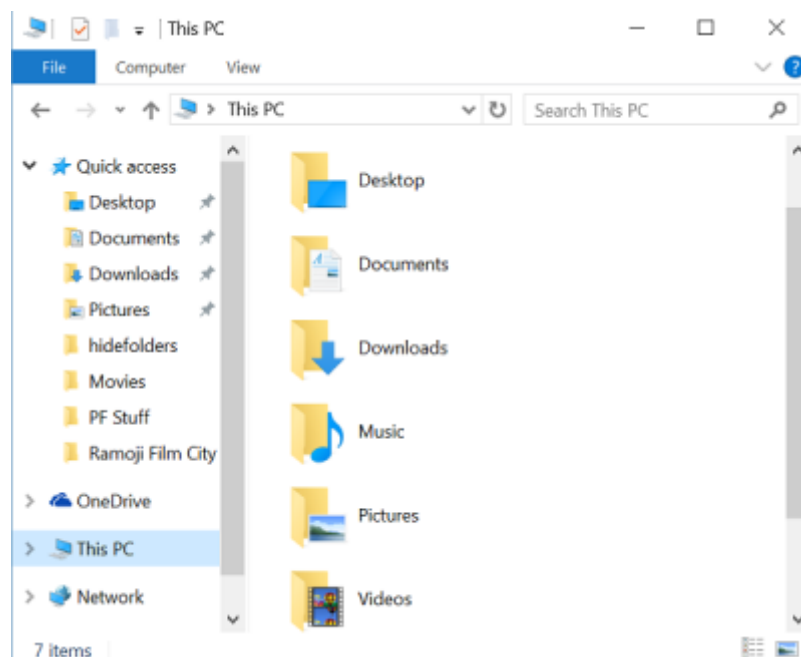 This PC
File Computer View
This PC
Search This PC
Quick access
Desktop
Documents
Downloads
Pictures
hidefolders
Movies
PF Stuff
Ramoji Film City
OneDrive
This PC
Network
Desktop
Documents
Downloads
Music
Pictures
Videos
7 items